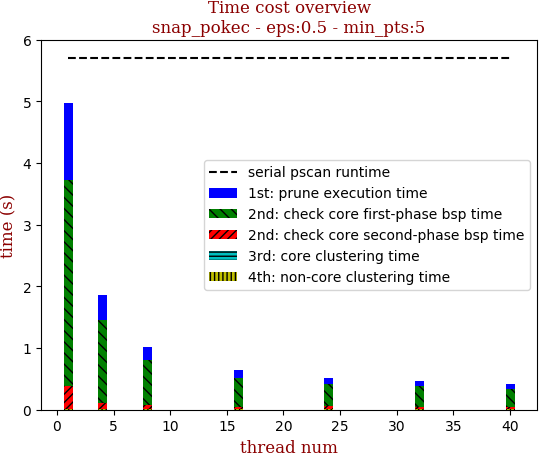 Time cost overview
snap_pokec - eps:0.5 - min_pts:5
6
5
4
3
2
1
0
time (s)
serial pscan runtime
1st: prune execution time
2nd: check core first-phase bsp time
2nd: check core second-phase bsp time
3rd: core clustering time
4th: non-core clustering time
0 5 10 15 20 25 30 35 40
thread num